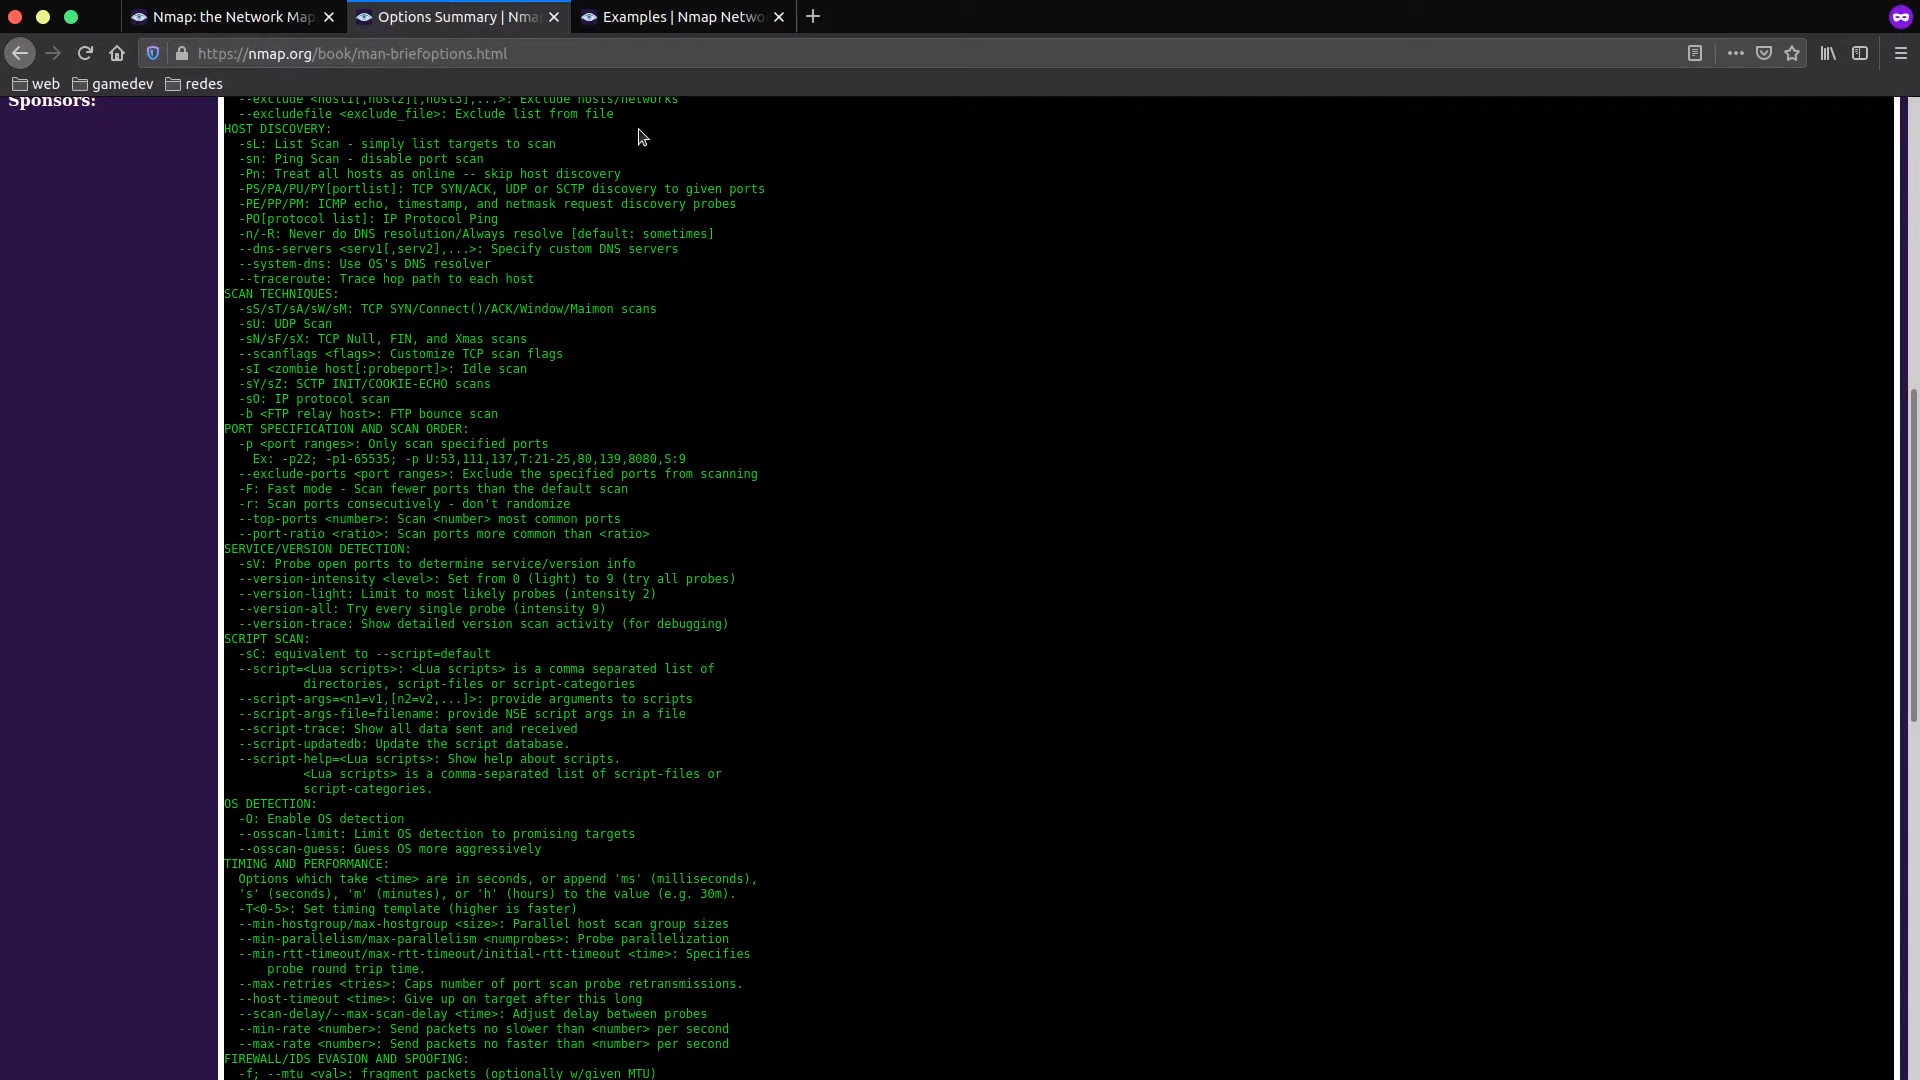 Nmap: the Network Map
Options Summary | Nma
Examples | Nmap Netwo
https://nmap.org/book/man-briefoptions.html
web
gamedev
redes
Sponsors:
--exclude <host1[,host2][,host3],...>: Exclude hosts/networks
--excludefile <exclude_file>: Exclude list from file
HOST DISCOVERY:
-sL: List Scan - simply list targets to scan
-sn: Ping Scan - disable port scan
-Pn: Treat all hosts as online -- skip host discovery
-PS/PA/PU/PY[portlist]: TCP SYN/ACK, UDP or SCTP discovery to given ports
-PE/PP/PM: ICMP echo, timestamp, and netmask request discovery probes
-PO[protocol list]: IP Protocol Ping
-n/-R: Never do DNS resolution/Always resolve [default: sometimes]
--dns-servers <serv1[,serv2],...>: Specify custom DNS servers
--system-dns: Use OS's DNS resolver
--traceroute: Trace hop path to each host
SCAN TECHNIQUES:
-sS/sT/sA/sW/sM: TCP SYN/Connect()/ACK/Window/Maimon scans
-sU: UDP Scan
-sN/sF/sX: TCP Null, FIN, and Xmas scans
--scanflags <flags>: Customize TCP scan flags
-sI <zombie host[:probeport]>: Idle scan
-sY/sZ: SCTP INIT/COOKIE-ECHO scans
-sO: IP protocol scan
-b <FTP relay host>: FTP bounce scan
PORT SPECIFICATION AND SCAN ORDER:
-p <port ranges>: Only scan specified ports
Ex: -p22; -p1-65535; -p U:53,111,137,T:21-25,80,139,8080,S:9
--exclude-ports <port ranges>: Exclude the specified ports from scanning
-F: Fast mode - Scan fewer ports than the default scan
-r: Scan ports consecutively - don't randomize
--top-ports <number>: Scan <number> most common ports
--port-ratio <ratio>: Scan ports more common than <ratio>
SERVICE/VERSION DETECTION:
-sV: Probe open ports to determine service/version info
--version-intensity <level>: Set from 0 (light) to 9 (try all probes)
--version-light: Limit to most likely probes (intensity 2)
--version-all: Try every single probe (intensity 9)
--version-trace: Show detailed version scan activity (for debugging)
SCRIPT SCAN:
-sC: equivalent to --script=default
--script=<Lua scripts>: <Lua scripts> is a comma separated list of
directories, script-files or script-categories
--script-args=<n1=v1,[n2=v2,...]>: provide arguments to scripts
--script-args-file=filename: provide NSE script args in a file
--script-trace: Show all data sent and received
--script-updatedb: Update the script database.
--script-help=<Lua scripts>: Show help about scripts.
<Lua scripts> is a comma-separated list of script-files or
script-categories.
OS DETECTION:
-O: Enable OS detection
--osscan-limit: Limit OS detection to promising targets
--osscan-guess: Guess OS more aggressively
TIMING AND PERFORMANCE:
Options which take <time> are in seconds, or append 'ms' (milliseconds),
's' (seconds), 'm' (minutes), or 'h' (hours) to the value (e.g. 30m).
-T<0-5>: Set timing template (higher is faster)
--min-hostgroup/max-hostgroup <size>: Parallel host scan group sizes
--min-parallelism/max-parallelism <numprobes>: Probe parallelization
--min-rtt-timeout/max-rtt-timeout/initial-rtt-timeout <time>: Specifies
probe round trip time.
--max-retries <tries>: Caps number of port scan probe retransmissions.
--host-timeout <time>: Give up on target after this long
--scan-delay/--max-scan-delay <time>: Adjust delay between probes
--min-rate <number>: Send packets no slower than <number> per second
--max-rate <number>: Send packets no faster than <number> per second
FIREWALL/IDS EVASION AND SPOOFING:
-f; --mtu <val>: fragment packets (optionally w/given MTU)